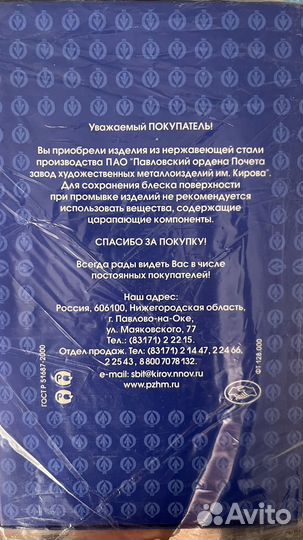 Уважаемый ПОКУПАТЕЛЬ!
Вы приобрели изделия из нержавеющей стали
производства ПАО "Павловский ордена Почета
завод художественных металлоизделий им. Кирова".
Для сохранения блеска поверхности
при промывке изделий не рекомендуется
использовать вещества, содержащие
царапающие компоненты.
СПАСИБО ЗА ПОКУПКУ!
Всегда рады видеть Вас в числе
постоянных покупателей!
Наш адрес:
Россия, 606100, Нижегородская область,
г. Павлово-на-Оке,
ул. Маяковского, 77
Тел.: (83171) 2 22 15.
Отдел продаж. Тел. (83171) 2 14 47, 2 24 66,
2 25 43, 8 800 7078 132.
e-mail: sbit@kirov.nnov.ru
www.pzhm.ru
ГОСТ Р 51687-2000
ФТ 128.000
Avito